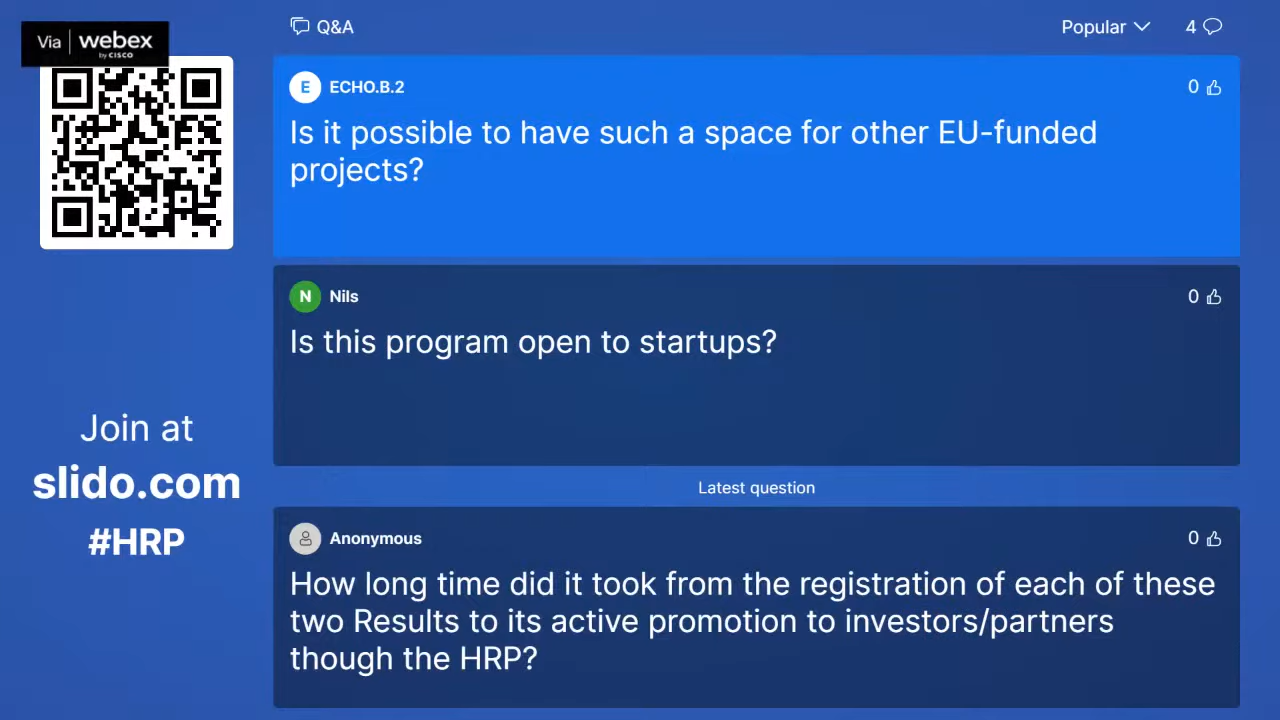 Via webex
by CISCO
Q&A
Popular
4
E ECHO.B.2
0
Is it possible to have such a space for other EU-funded
projects?
N Nils
0
Is this program open to startups?
Join at
slido.com
#HRP
Latest question
Anonymous
0
How long time did it took from the registration of each of these
two Results to its active promotion to investors/partners
though the HRP?